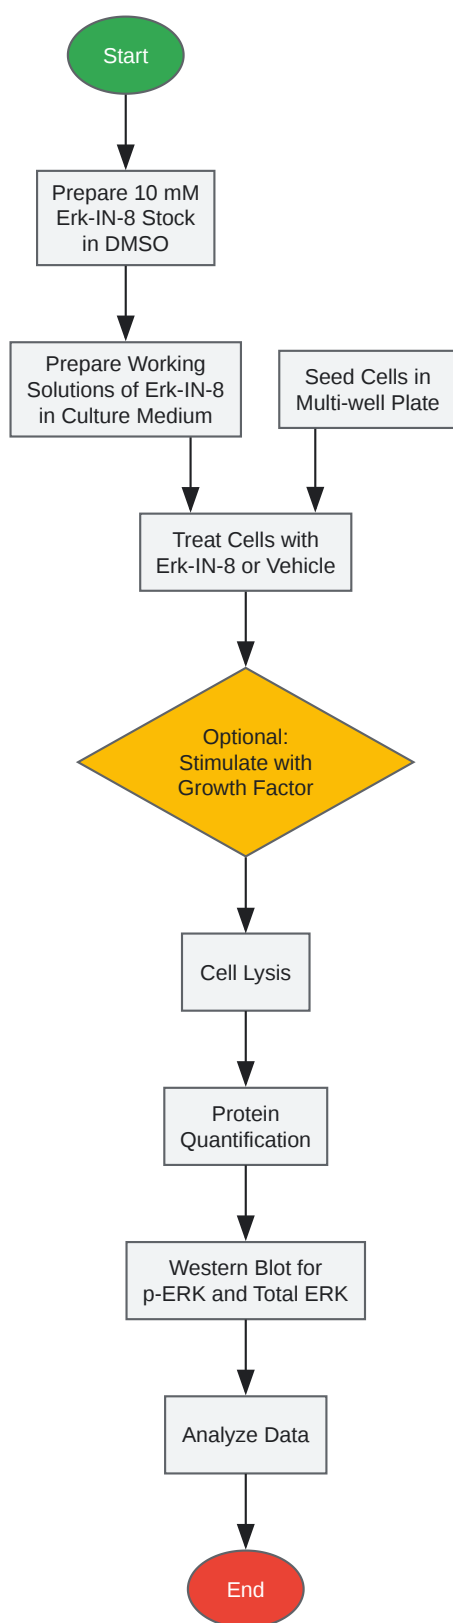 Start
Prepare 10 mM
Erk-IN-8 Stock
in DMSO
Prepare Working
Solutions of Erk-IN-8
in Culture Medium
Seed Cells in
Multi-well Plate
Treat Cells with
Erk-IN-8 or Vehicle
Optional:
Stimulate with
Growth Factor
Cell Lysis
Protein
Quantification
Western Blot for
p-ERK and Total ERK
Analyze Data
End